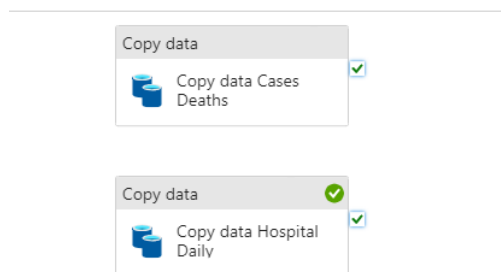 Copy data
Copy data Cases
Deaths
Copy data
Copy data Hospital
Daily